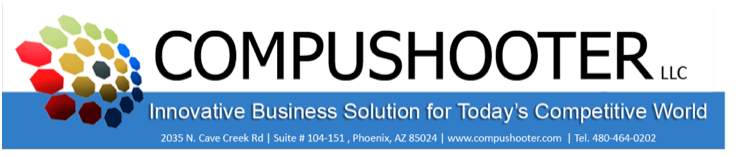 COMPUSHOOTER LLC
Innovative Business Solution for Today's Competitive World
2035 N. Cave Creek Rd | Suite # 104-151 , Phoenix, AZ 85024 | www.compushooter.com | Tel. 480-464-0202